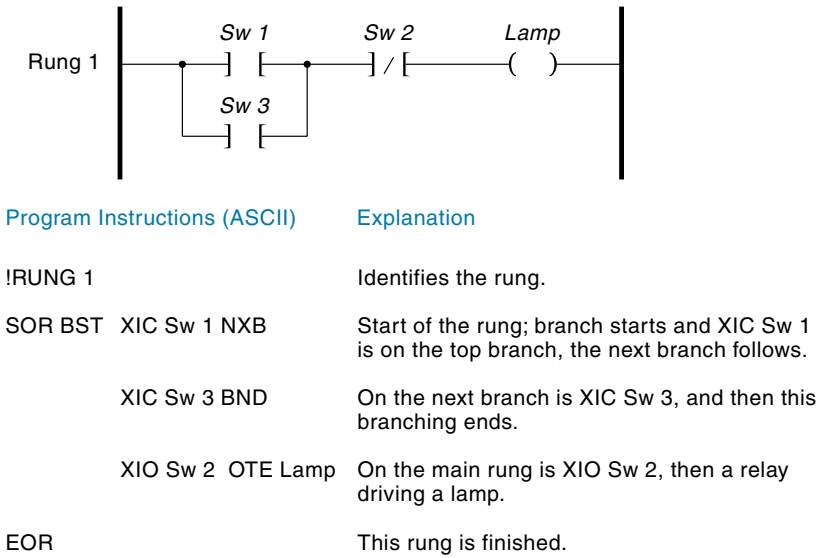 Sw 1 Sw 2 Lamp
Rung 1
Sw 3
Program Instructions (ASCII) Explanation
!RUNG 1 Identifies the rung.
SOR BST XIC Sw 1 NXB Start of the rung; branch starts and XIC Sw 1
is on the top branch, the next branch follows.
XIC Sw 3 BND On the next branch is XIC Sw 3, and then this
branching ends.
XIO Sw 2 OTE Lamp On the main rung is XIO Sw 2, then a relay
driving a lamp.
EOR This rung is finished.